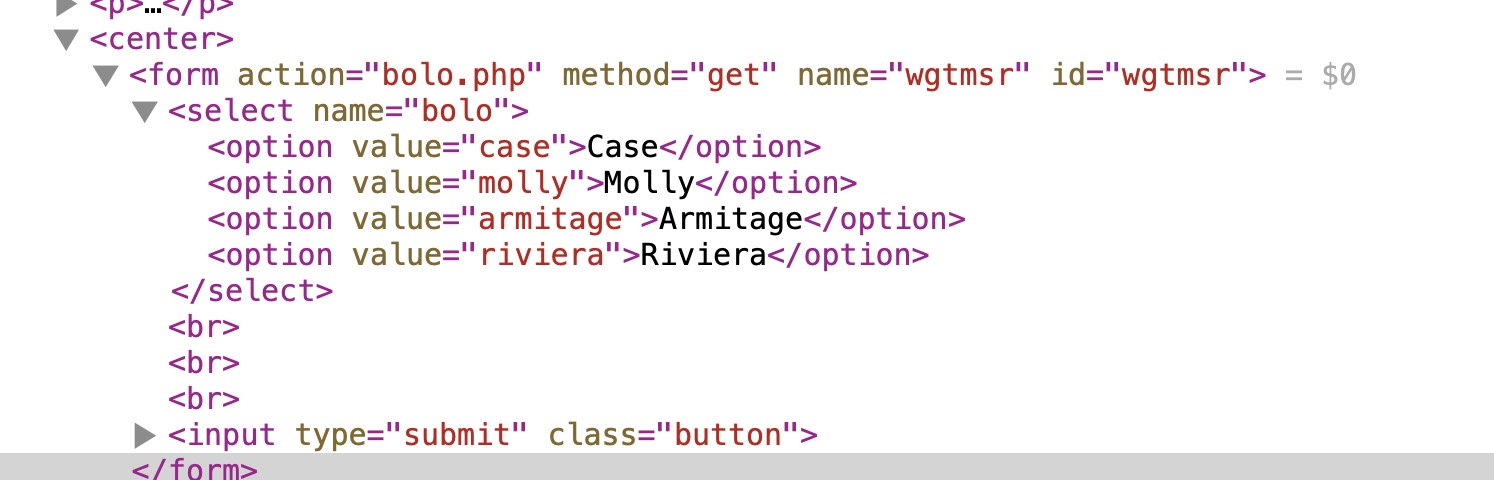 <p>…</p>
<center>
<form action="bolo.php" method="get" name="wgtmsr" id="wgtmsr"> = $0
<select name="bolo">
<option value="case">Case</option>
<option value="molly">Molly</option>
<option value="armitage">Armitage</option>
<option value="riviera">Riviera</option>
</select>
<br>
<br>
<br>
<input type="submit" class="button">
</form>